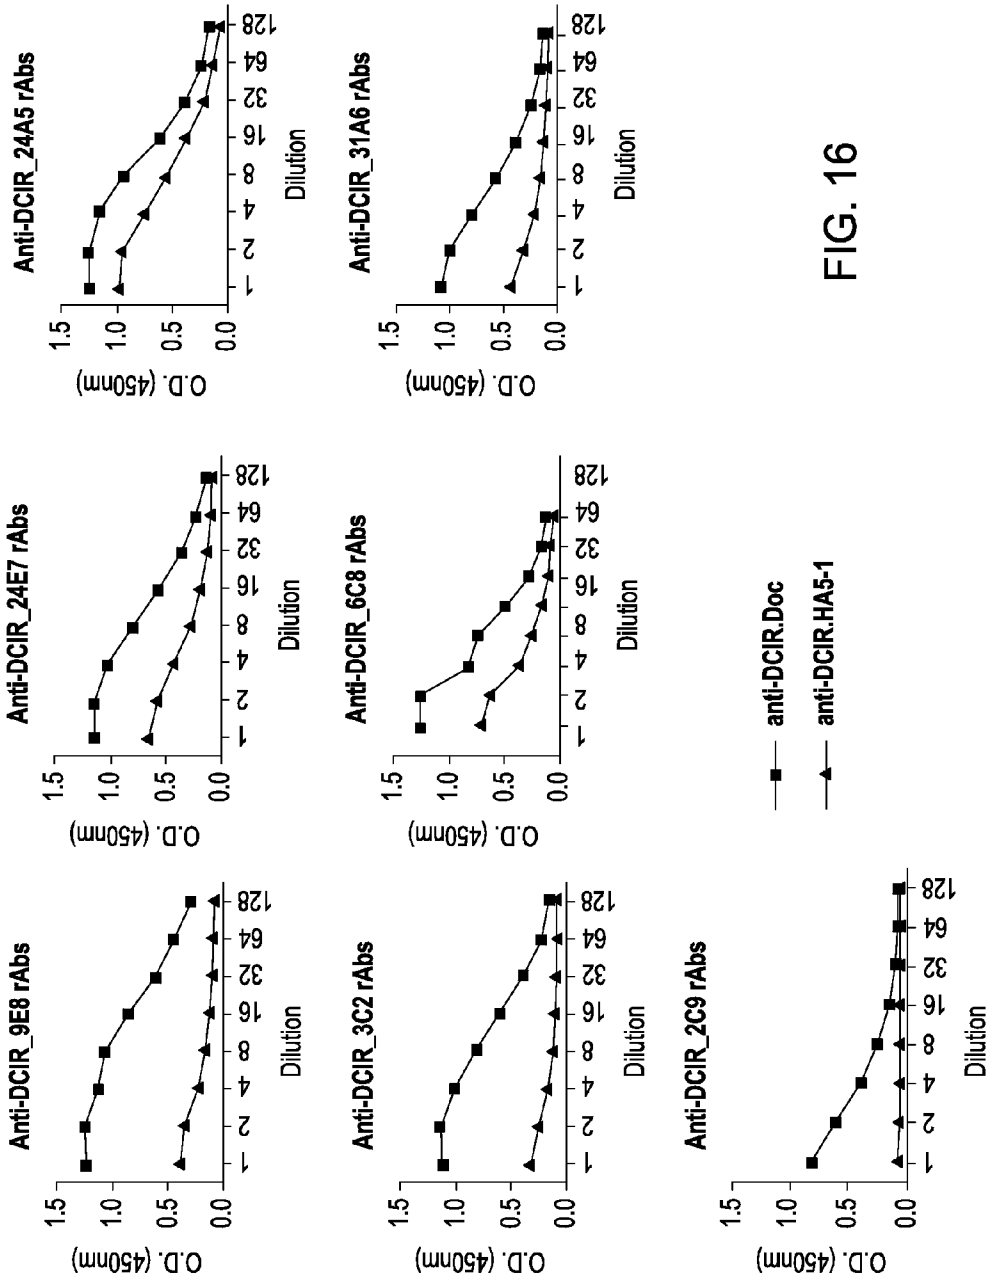 Anti-DCIR_9E8 rAbs
O.D. (450nm)
1.5
1.0
0.5
0.0
1 2 4 8 16 32 64 128
Dilution
Anti-DCIR_24E7 rAbs
O.D. (450nm)
1.5
1.0
0.5
0.0
1 2 4 8 16 32 64 128
Dilution
Anti-DCIR_24A5 rAbs
O.D. (450nm)
1.5
1.0
0.5
0.0
1 2 4 8 16 32 64 128
Dilution
Anti-DCIR_3C2 rAbs
O.D. (450nm)
1.5
1.0
0.5
0.0
1 2 4 8 16 32 64 128
Dilution
Anti-DCIR_6C8 rAbs
O.D. (450nm)
1.5
1.0
0.5
0.0
1 2 4 8 16 32 64 128
Dilution
Anti-DCIR_31A6 rAbs
O.D. (450nm)
1.5
1.0
0.5
0.0
1 2 4 8 16 32 64 128
Dilution
Anti-DCIR_2C9 rAbs
O.D. (450nm)
1.5
1.0
0.5
0.0
1 2 4 8 16 32 64 128
Dilution
anti-DCIR.Doc
anti-DCIR.HA5-1
FIG. 16